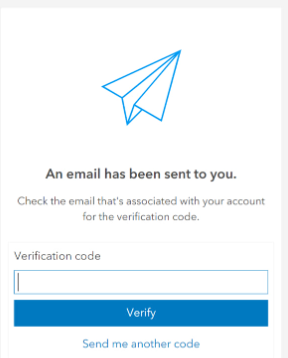 An email has been sent to you.
Check the email that's associated with your account
for the verification code.
Verification code
Verify
Send me another code